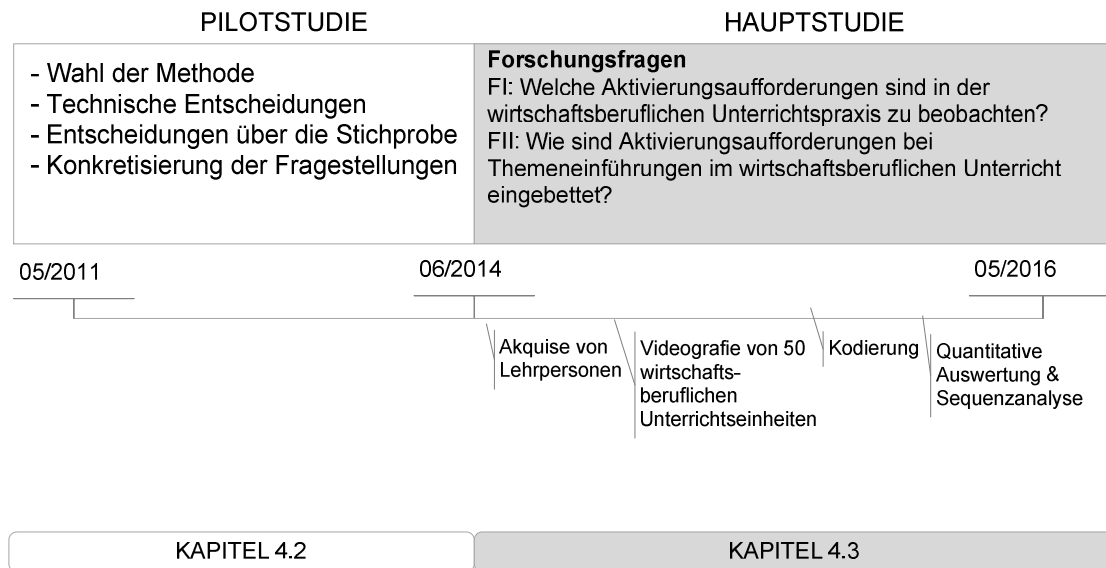 PILOTSTUDIE
HAUPTSTUDIE
- Wahl der Methode
- Technische Entscheidungen
- Entscheidungen über die Stichprobe
- Konkretisierung der Fragestellungen
Forschungsfragen
FI: Welche Aktivierungsaufforderungen sind in der
wirtschaftsberuflichen Unterrichtspraxis zu beobachten?
FII: Wie sind Aktivierungsaufforderungen bei
Themeneinführungen im wirtschaftsberuflichen Unterricht
eingebettet?
05/2011
06/2014
05/2016
Akquise von
Lehrpersonen
Videografie von 50
wirtschafts-
beruflichen
Unterrichtseinheiten
Kodierung
Quantitative
Auswertung &
Sequenzanalyse
KAPITEL 4.2
KAPITEL 4.3